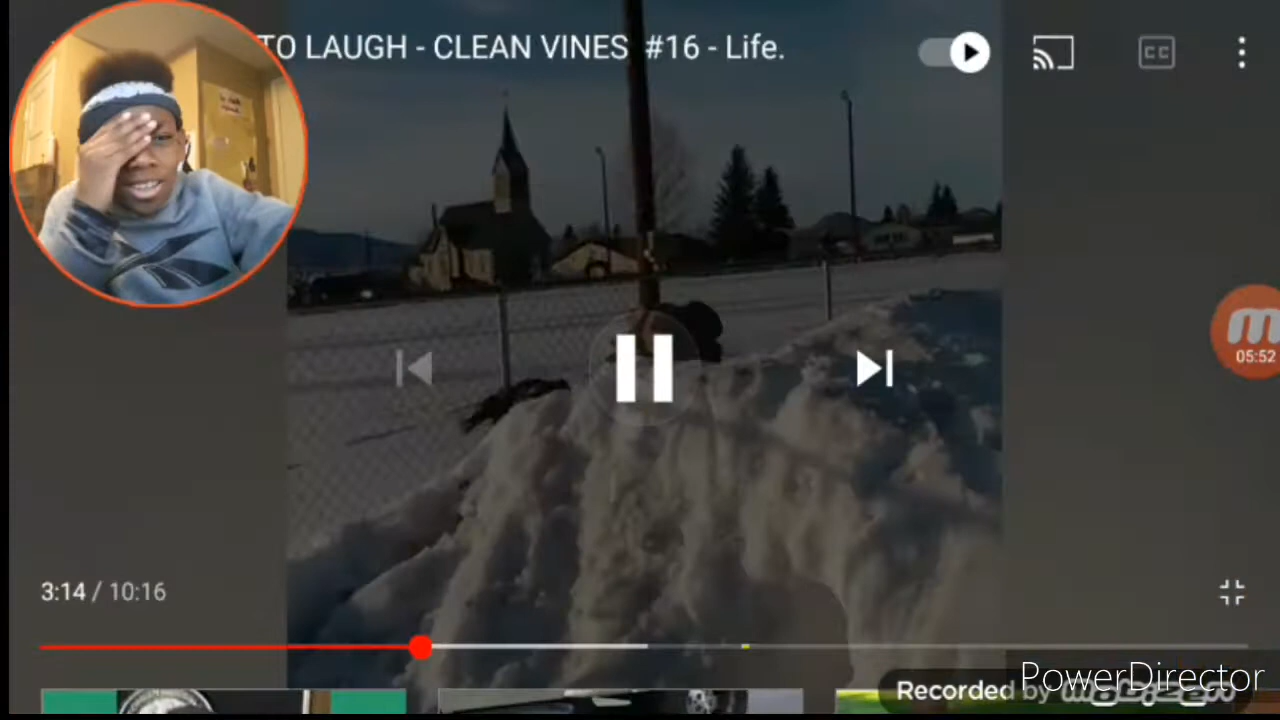 TO LAUGH - CLEAN VINES #16 - Life.
CC
05:52
3:14 / 10:16
PowerDirector
Recorded by